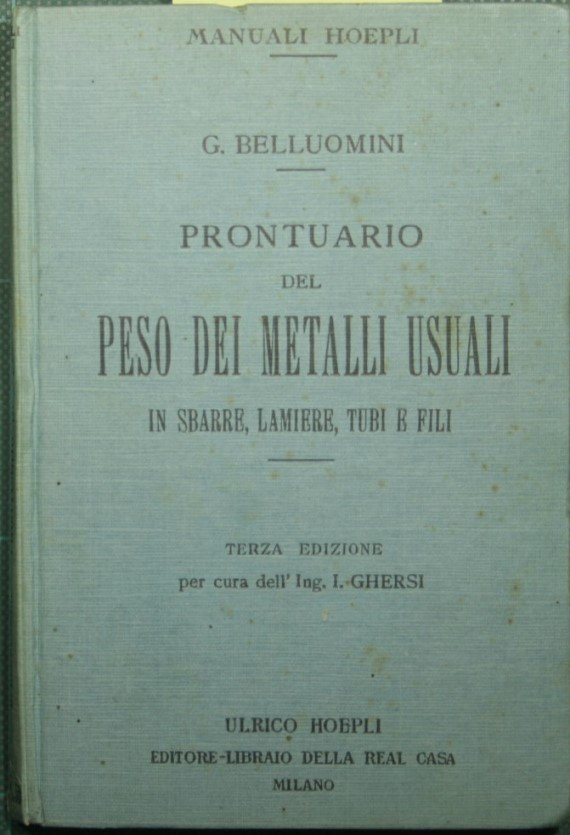 MANUALI HOEPLI
G. BELLUOMINI
PRONTUARIO
DEL
PESO DEI METALLI USUALI
IN SBARRE, LAMIERE, TUBI E FILI
TERZA EDIZIONE
per cura dell' Ing. I. GHERSI
ULRICO HOEPLI
EDITORE-LIBRAIO DELLA REAL CASA
MILANO